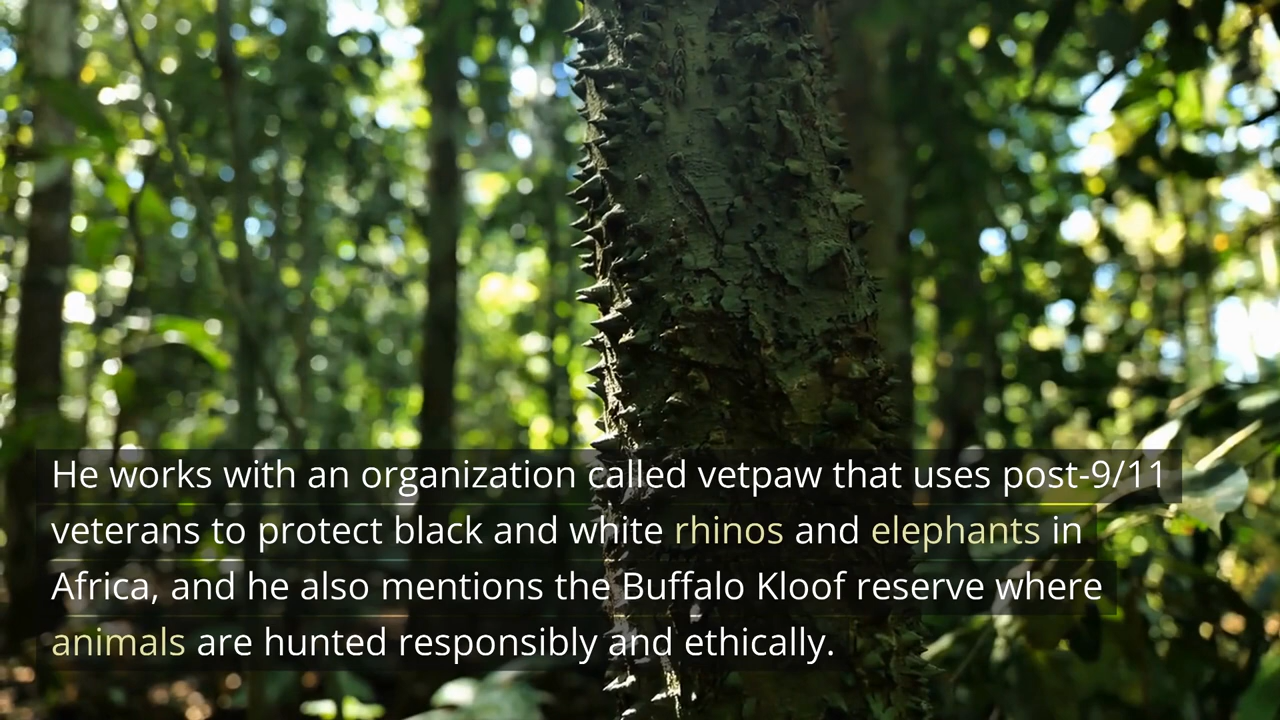 He works with an organization called vetpaw that uses post-9/11
veterans to protect black and white rhinos and elephants in
Africa, and he also mentions the Buffalo Kloof reserve where
animals are hunted responsibly and ethically.